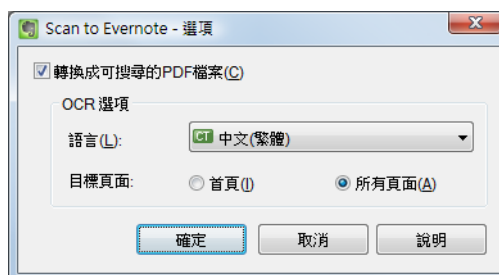 Scan to Evernote - 選項
轉換成可搜尋的PDF檔案(C)
OCR 選項
語言(L): CT 中文(繁體)
目標頁面: 首頁(I) 所有頁面(A)
確定 取消 說明